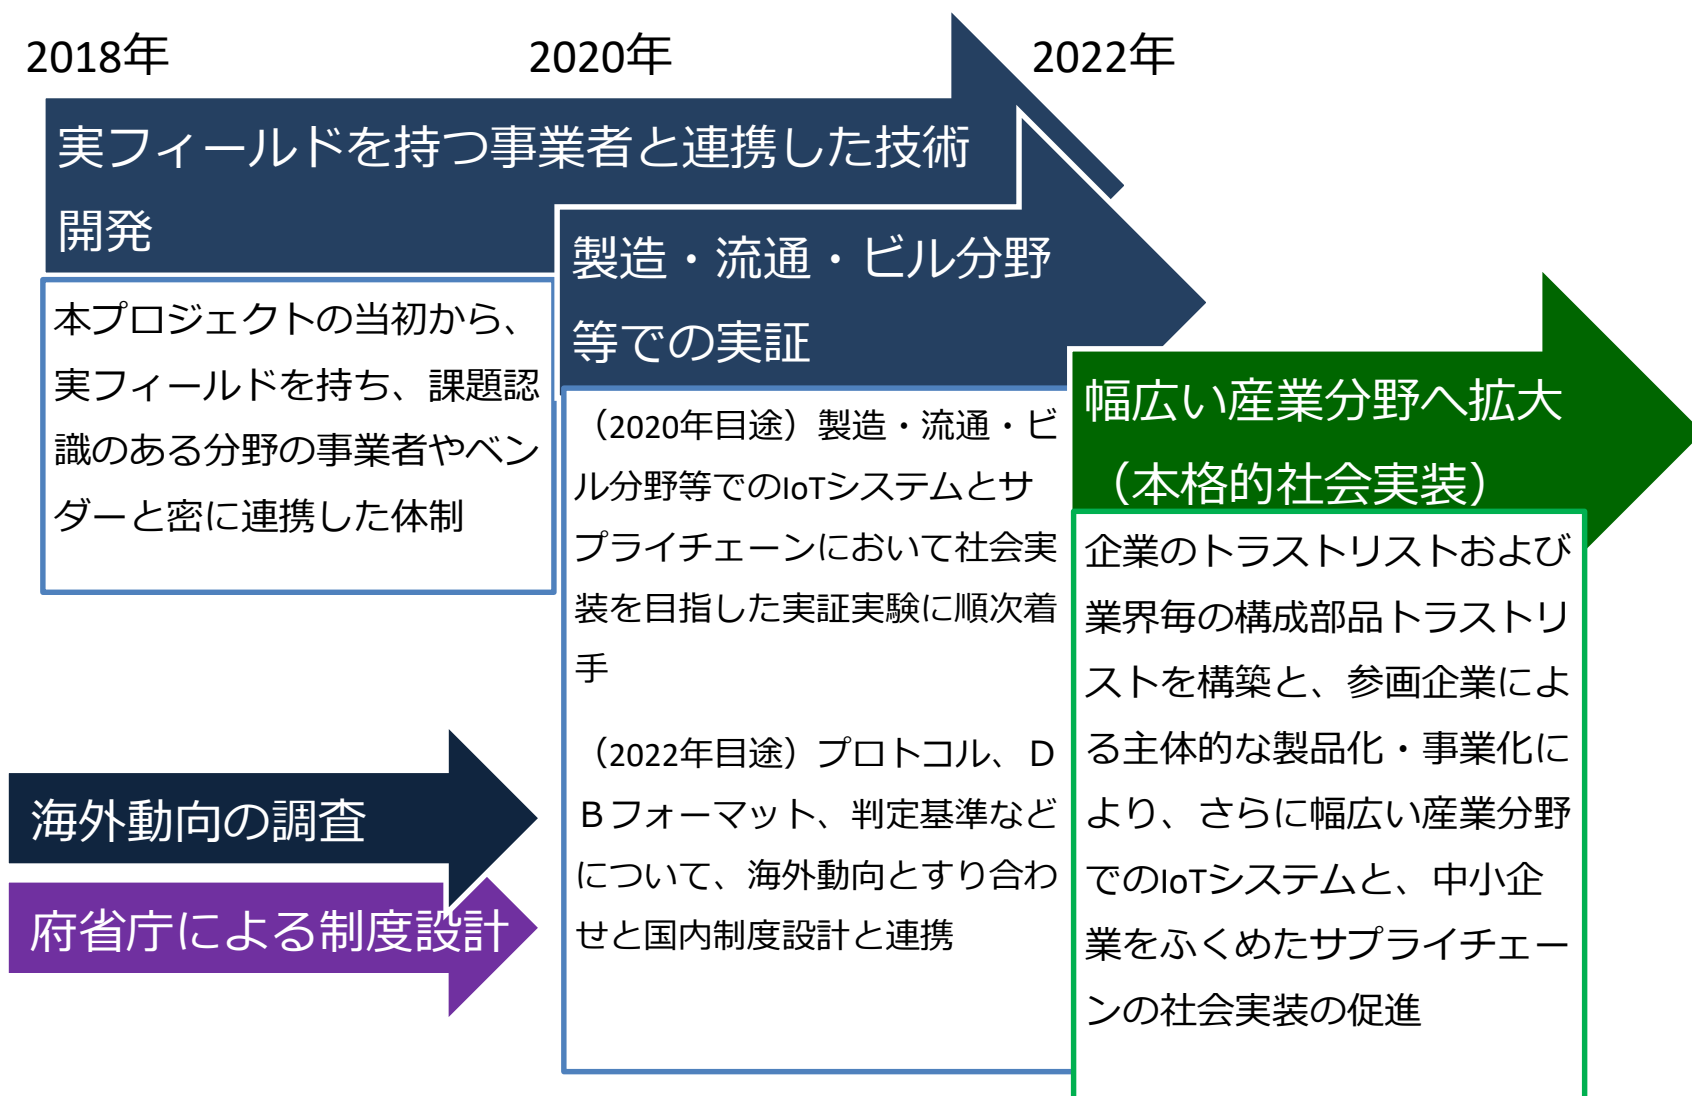 2018年
2020年
2022年
実フィールドを持つ事業者と連携した技術
開発
本プロジェクトの当初から、
実フィールドを持ち、課題認
識のある分野の事業者やベン
ダーと密に連携した体制
製造・流通・ビル分野
等での実証
（2020年目途）製造・流通・ビ
ル分野等でのIoTシステムとサ
プライチェーンにおいて社会実
装を目指した実証実験に順次着
手
（2022年目途）プロトコル、Ｄ
Ｂフォーマット、判定基準など
について、海外動向とすり合わ
せと国内制度設計と連携
幅広い産業分野へ拡大
（本格的社会実装）
企業のトラストリストおよび
業界毎の構成部品トラストリ
ストを構築と、参画企業によ
る主体的な製品化・事業化に
より、さらに幅広い産業分野
でのIoTシステムと、中小企
業をふくめたサプライチェー
ンの社会実装の促進
海外動向の調査
府省庁による制度設計